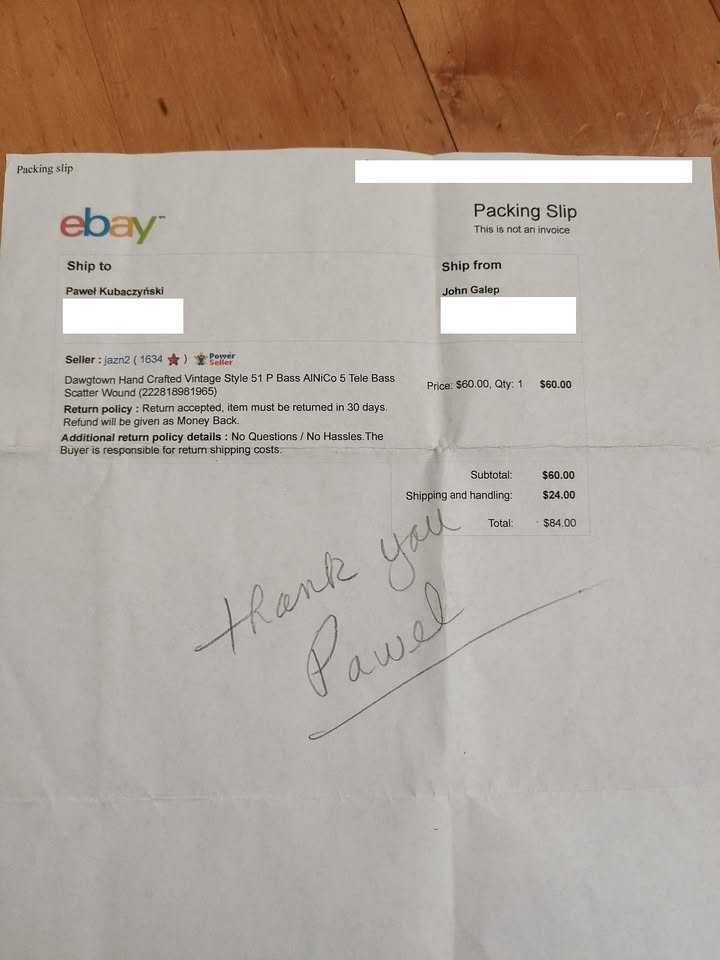 Packing slip
ebay™
Packing Slip
This is not an invoice
Ship to
Ship from
Paweł Kubaczyński
John Galep
Seller : jazn2 ( 1634 ) Power Seller
Dawgtown Hand Crafted Vintage Style 51 P Bass AlNiCo 5 Tele Bass
Scatter Wound (222818981965)
Price: $60.00, Qty: 1 $60.00
Return policy : Return accepted, item must be returned in 30 days.
Refund will be given as Money Back.
Additional return policy details : No Questions / No Hassles.The
Buyer is responsible for return shipping costs.
Subtotal: $60.00
Shipping and handling: $24.00
Total: $84.00
Thank you
Pawel